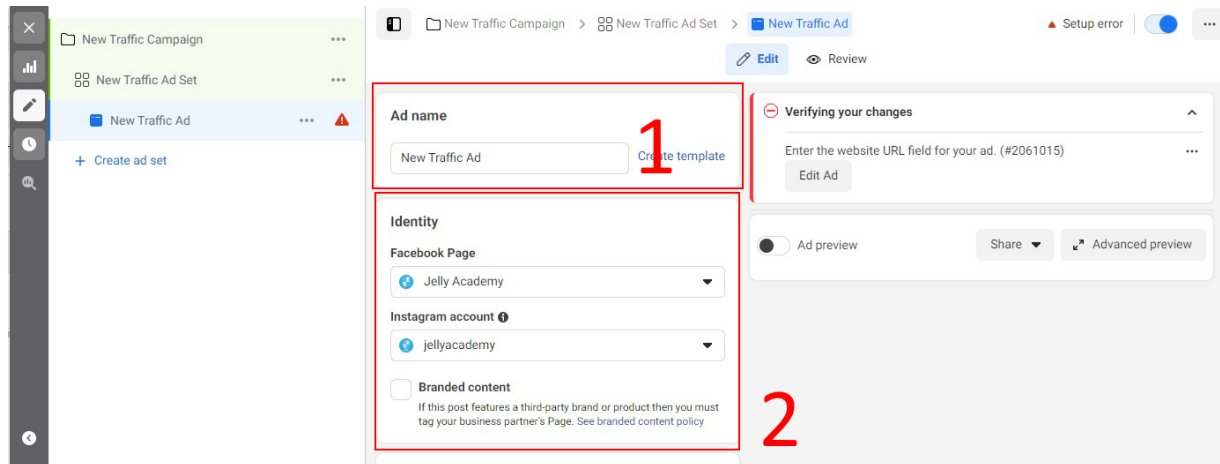 New Traffic Campaign
New Traffic Ad Set
New Traffic Ad
+ Create ad set
New Traffic Campaign > New Traffic Ad Set > New Traffic Ad
Setup error
Edit
Review
Ad name
New Traffic Ad
Create template
1
Identity
Facebook Page
Jelly Academy
Instagram account
jellyacademy
Branded content
If this post features a third-party brand or product then you must
tag your business partner's Page. See branded content policy
2
Verifying your changes
Enter the website URL field for your ad. (#2061015)
Edit Ad
Ad preview
Share
Advanced preview